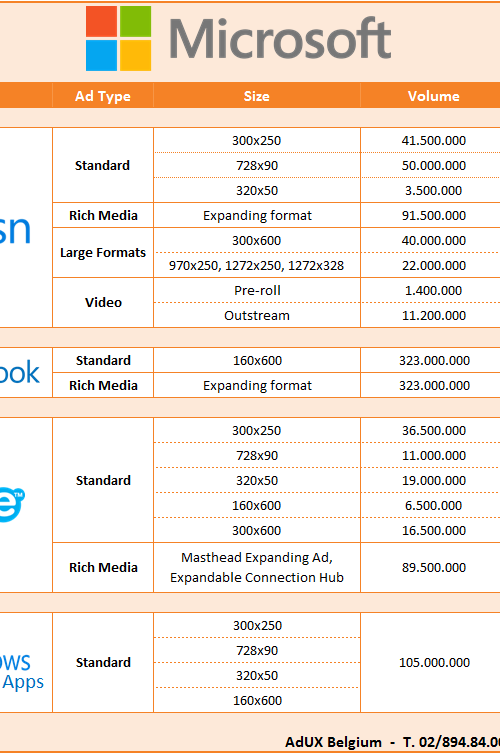 Microsoft
Ad Type Size Volume
300x250 41.500.000
Standard 728x90 50.000.000
320x50 3.500.000
sn
Rich Media Expanding format 91.500.000
Large Formats 300x600 40.000.000
970x250, 1272x250, 1272x328 22.000.000
Video Pre-roll 1.400.000
Outstream 11.200.000
ook
Standard 160x600 323.000.000
Rich Media Expanding format 323.000.000
300x250 36.500.000
728x90 11.000.000
e™
Standard 320x50 19.000.000
160x600 6.500.000
300x600 16.500.000
Rich Media Masthead Expanding Ad, 89.500.000
Expandable Connection Hub
300x250
728x90
ows
Apps
Standard 105.000.000
320x50
160x600
AdUX Belgium - T. 02/894.84.0